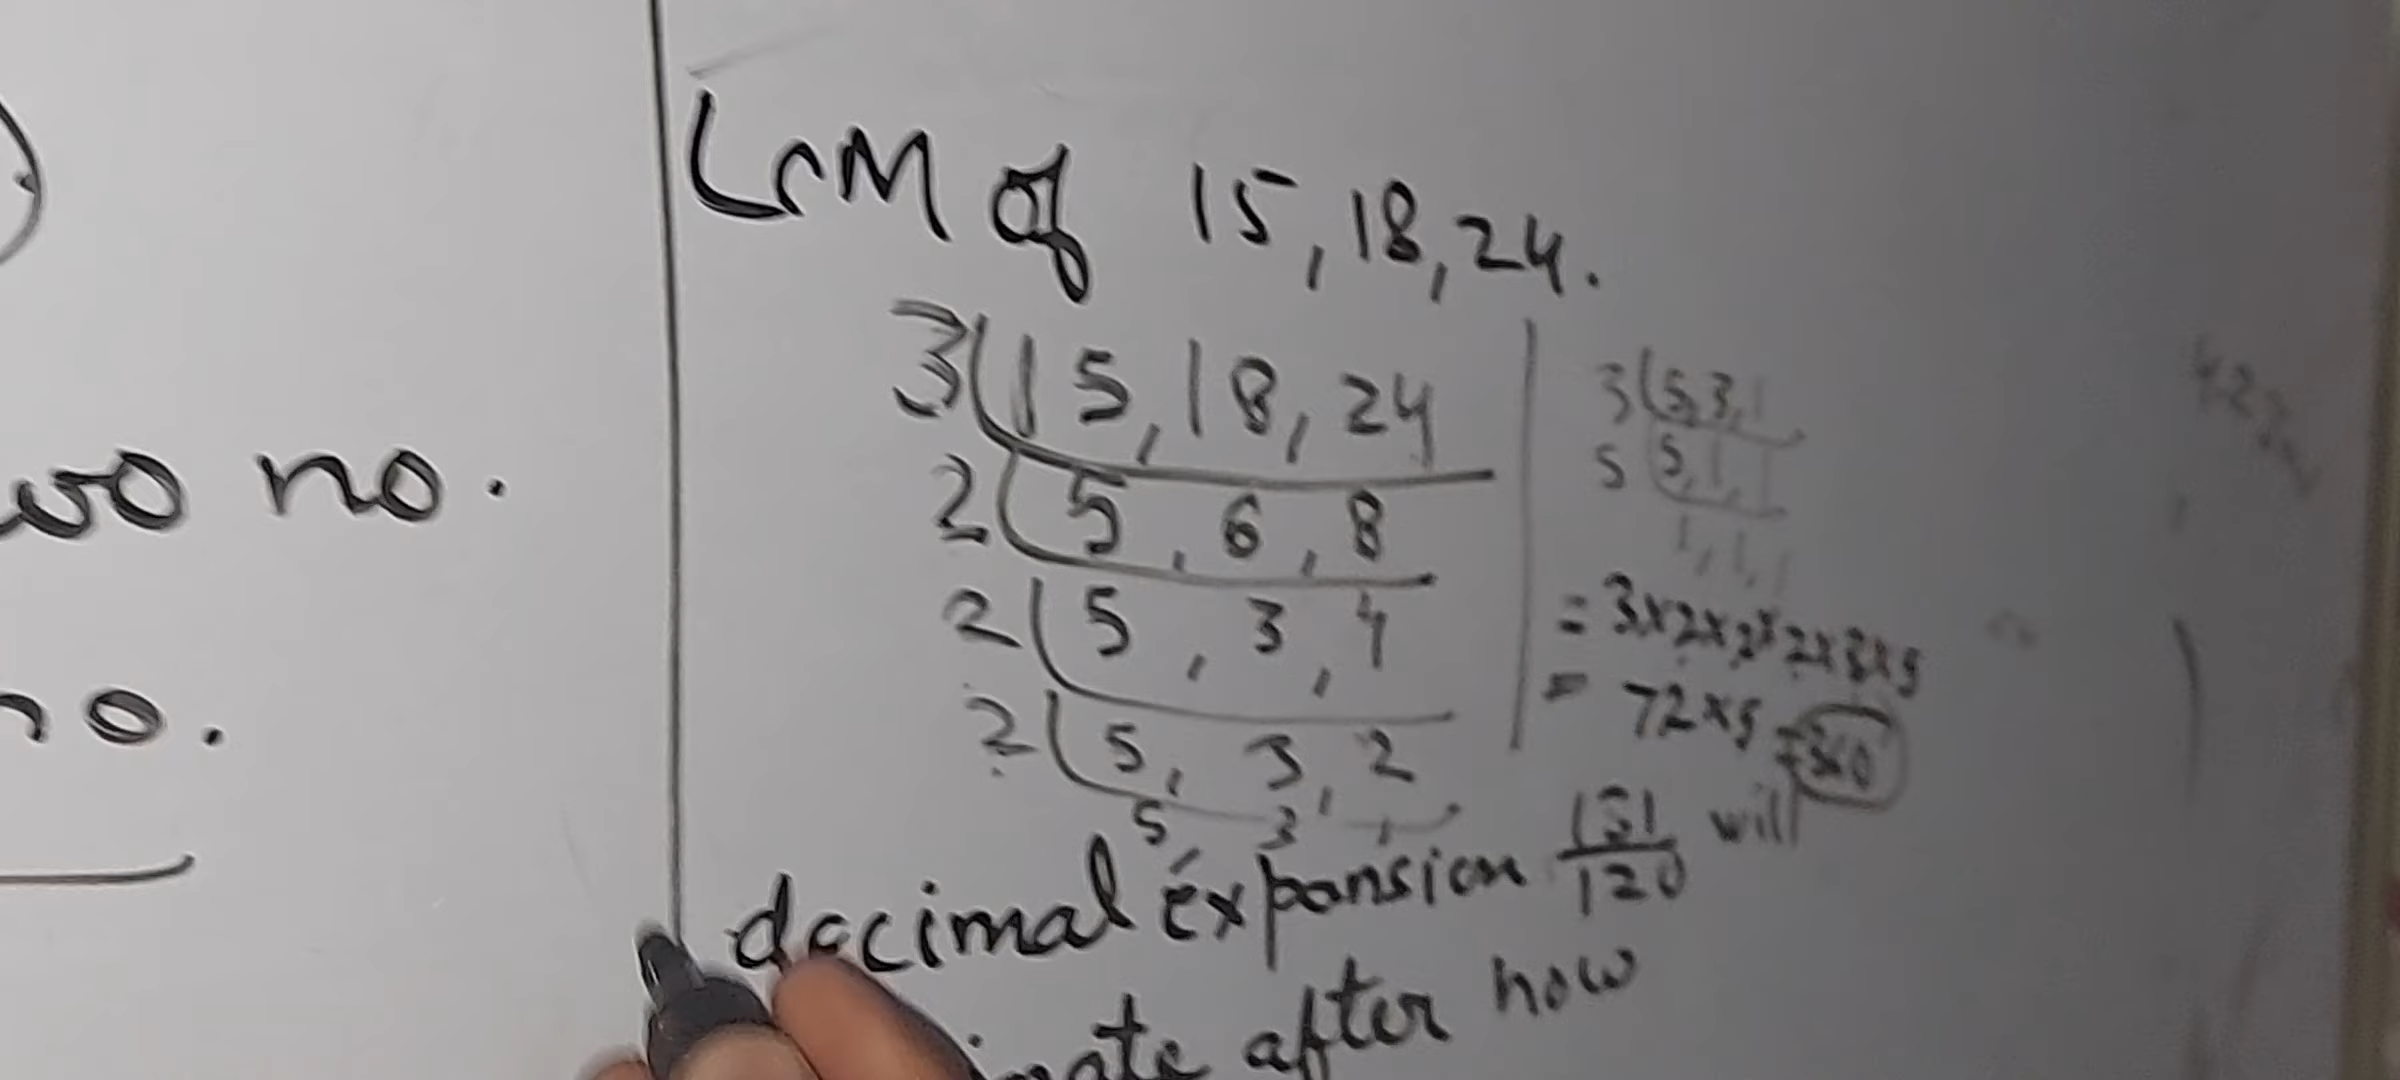 no.
no.
LCM of 15, 18, 24.
3 15, 18, 24
2 5, 6, 8
2 5, 3, 4
2 5, 3, 2
5, 3, 1
3 5, 3, 1
5 5, 1, 1
1, 1, 1
= 3x2x2x2x3x5
= 72x5 = 360
decimal expansion 151/120 will
after how